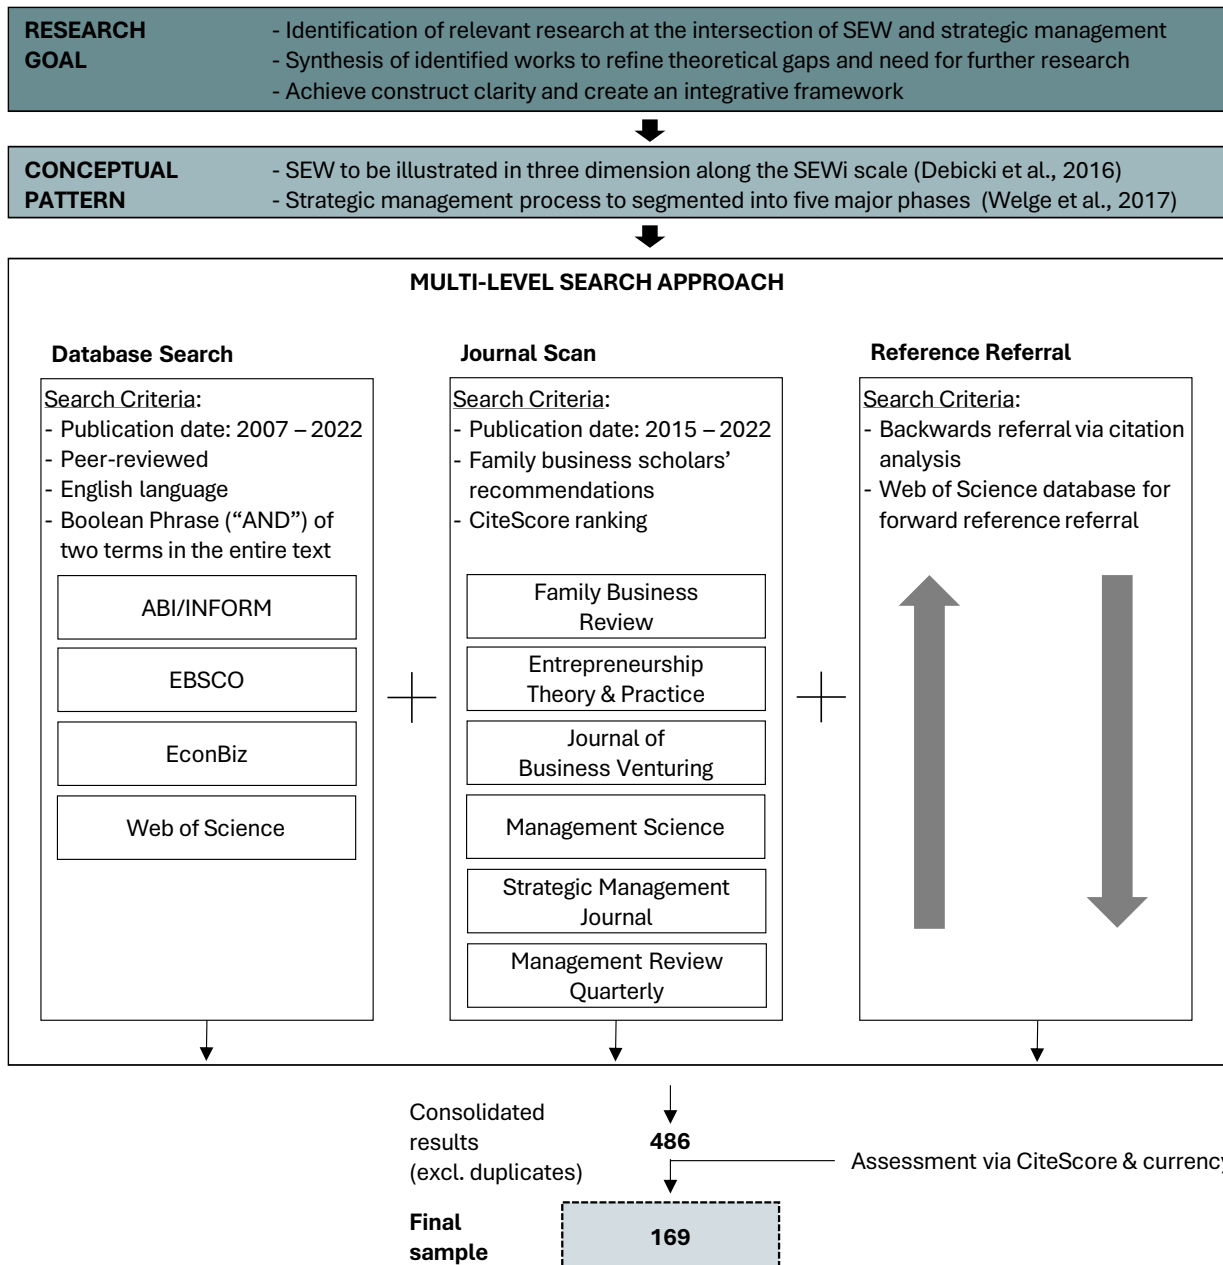 RESEARCH GOAL
- Identification of relevant research at the intersection of SEW and strategic management
- Synthesis of identified works to refine theoretical gaps and need for further research
- Achieve construct clarity and create an integrative framework
CONCEPTUAL PATTERN
- SEW to be illustrated in three dimension along the SEWi scale (Debicki et al., 2016)
- Strategic management process to segmented into five major phases (Welge et al., 2017)
MULTI-LEVEL SEARCH APPROACH
Database Search
Search Criteria:
- Publication date: 2007 – 2022
- Peer-reviewed
- English language
- Boolean Phrase (“AND”) of
two terms in the entire text
ABI/INFORM
EBSCO
EconBiz
Web of Science
Journal Scan
Search Criteria:
- Publication date: 2015 – 2022
- Family business scholars’
recommendations
- CiteScore ranking
Family Business
Review
Entrepreneurship
Theory & Practice
Journal of
Business Venturing
Management Science
Strategic Management
Journal
Management Review
Quarterly
Reference Referral
Search Criteria:
- Backwards referral via citation
analysis
- Web of Science database for
forward reference referral
Consolidated
results
(excl. duplicates)
486
Assessment via CiteScore & currency
Final
sample
169